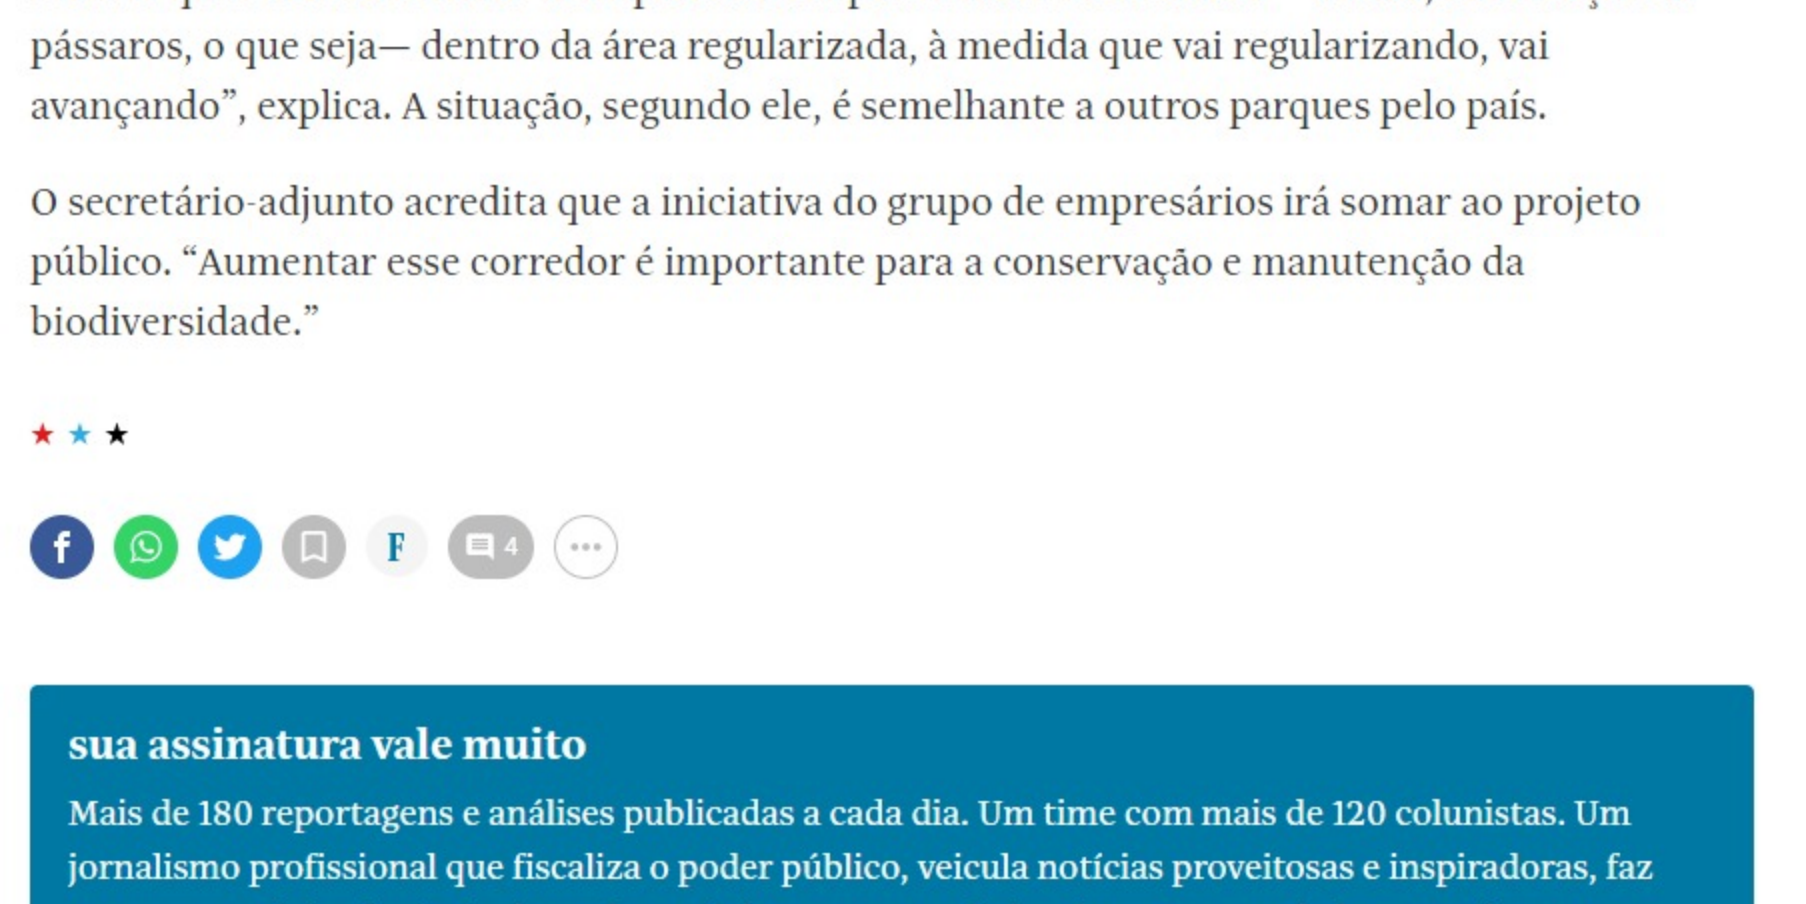 pássaros, o que seja— dentro da área regularizada, à medida que vai regularizando, vai
avançando”, explica. A situação, segundo ele, é semelhante a outros parques pelo país.
O secretário-adjunto acredita que a iniciativa do grupo de empresários irá somar ao projeto
público. “Aumentar esse corredor é importante para a conservação e manutenção da
biodiversidade.”
F 4
sua assinatura vale muito
Mais de 180 reportagens e análises publicadas a cada dia. Um time com mais de 120 colunistas. Um
jornalismo profissional que fiscaliza o poder público, veicula notícias proveitosas e inspiradoras, faz